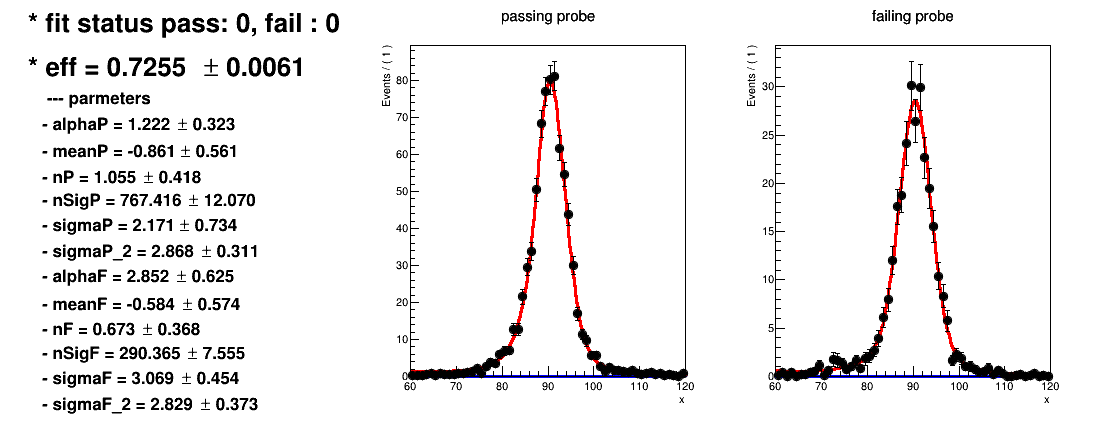 * fit status pass: 0, fail : 0
* eff = 0.7255 ± 0.0061
--- parmeters
- alphaP = 1.222 ± 0.323
- meanP = -0.861 ± 0.561
- nP = 1.055 ± 0.418
- nSigP = 767.416 ± 12.070
- sigmaP = 2.171 ± 0.734
- sigmaP_2 = 2.868 ± 0.311
- alphaF = 2.852 ± 0.625
- meanF = -0.584 ± 0.574
- nF = 0.673 ± 0.368
- nSigF = 290.365 ± 7.555
- sigmaF = 3.069 ± 0.454
- sigmaF_2 = 2.829 ± 0.373
passing probe
Events / ( 1 )
80
70
60
50
40
30
20
10
0
60 70 80 90 100 110 120
x
failing probe
Events / ( 1 )
30
25
20
15
10
5
0
60 70 80 90 100 110 120
x